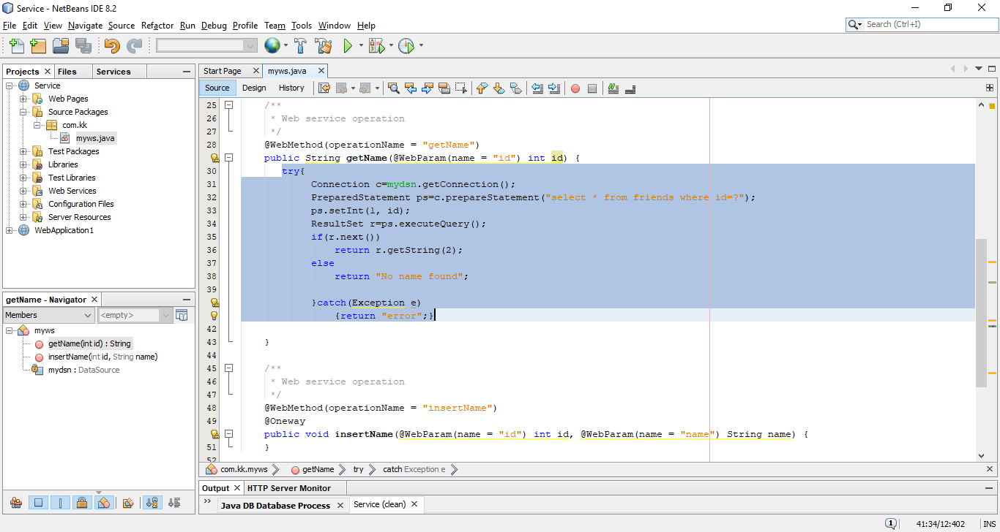 Service - NetBeans IDE 8.2
File Edit View Navigate Source Refactor Run Debug Profile Team Tools Window Help
Search (Ctrl+I)
Projects Files Services
Service
Web Pages
Source Packages
com.kk
myws.java
Test Packages
Libraries
Test Libraries
Web Services
Configuration Files
Server Resources
WebApplication1
getName - Navigator
Members <empty>
myws
getName(int id) : String
insertName(int id, String name)
mydsn : DataSource
Start Page myws.java
Source Design History
25 /**
26 * Web service operation
27 */
28 @WebMethod(operationName = "getName")
public String getName(@WebParam(name = "id") int id) {
30 try{
31 Connection c=mydsn.getConnection();
32 PreparedStatement ps=c.prepareStatement("select * from friends where id=?");
33 ps.setInt(1, id);
34 ResultSet r=ps.executeQuery();
35 if(r.next())
36 return r.getString(2);
37 else
38 return "No name found";
39
}catch(Exception e)
{return "error";}
42
43 }
44
45 /**
46 * Web service operation
47 */
48 @WebMethod(operationName = "insertName")
49 @Oneway
public void insertName(@WebParam(name = "id") int id, @WebParam(name = "name") String name) {
51 }
52
com.kk.myws getName try catch Exception e
Output HTTP Server Monitor
Java DB Database Process Service (clean)
1 41:34/12:402 INS